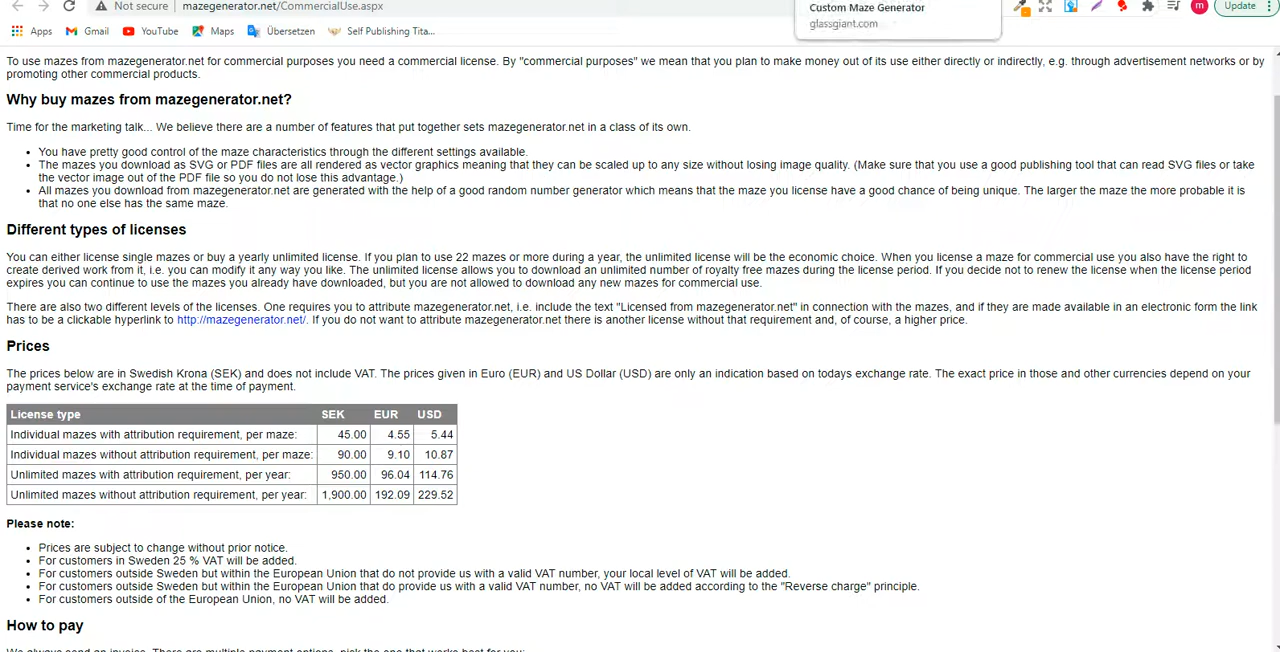 Not secure | mazegenerator.net/CommercialUse.aspx
Custom Maze Generator
glassgiant.com
m
Update
Apps Gmail YouTube Maps Übersetzen Self Publishing Tita...
To use mazes from mazegenerator.net for commercial purposes you need a commercial license. By "commercial purposes" we mean that you plan to make money out of its use either directly or indirectly, e.g. through advertisement networks or by
promoting other commercial products.
Why buy mazes from mazegenerator.net?
Time for the marketing talk... We believe there are a number of features that put together sets mazegenerator.net in a class of its own.
• You have pretty good control of the maze characteristics through the different settings available.
• The mazes you download as SVG or PDF files are all rendered as vector graphics meaning that they can be scaled up to any size without losing image quality. (Make sure that you use a good publishing tool that can read SVG files or take
the vector image out of the PDF file so you do not lose this advantage.)
• All mazes you download from mazegenerator.net are generated with the help of a good random number generator which means that the maze you license have a good chance of being unique. The larger the maze the more probable it is
that no one else has the same maze.
Different types of licenses
You can either license single mazes or buy a yearly unlimited license. If you plan to use 22 mazes or more during a year, the unlimited license will be the economic choice. When you license a maze for commercial use you also have the right to
create derived work from it, i.e. you can modify it any way you like. The unlimited license allows you to download an unlimited number of royalty free mazes during the license period. If you decide not to renew the license when the license period
expires you can continue to use the mazes you already have downloaded, but you are not allowed to download any new mazes for commercial use.
There are also two different levels of the licenses. One requires you to attribute mazegenerator.net, i.e. include the text "Licensed from mazegenerator.net" in connection with the mazes, and if they are made available in an electronic form the link
has to be a clickable hyperlink to http://mazegenerator.net/. If you do not want to attribute mazegenerator.net there is another license without that requirement and, of course, a higher price.
Prices
The prices below are in Swedish Krona (SEK) and does not include VAT. The prices given in Euro (EUR) and US Dollar (USD) are only an indication based on todays exchange rate. The exact price in those and other currencies depend on your
payment service's exchange rate at the time of payment.
License type SEK EUR USD
Individual mazes with attribution requirement, per maze: 45.00 4.55 5.44
Individual mazes without attribution requirement, per maze: 90.00 9.10 10.87
Unlimited mazes with attribution requirement, per year: 950.00 96.04 114.76
Unlimited mazes without attribution requirement, per year: 1,900.00 192.09 229.52
Please note:
• Prices are subject to change without prior notice.
• For customers in Sweden 25 % VAT will be added.
• For customers outside Sweden but within the European Union that do not provide us with a valid VAT number, your local level of VAT will be added.
• For customers outside Sweden but within the European Union that do provide us with a valid VAT number, no VAT will be added according to the "Reverse charge" principle.
• For customers outside of the European Union, no VAT will be added.
How to pay
We always send an invoice. There are multiple payment options, pick the one that works best for you: